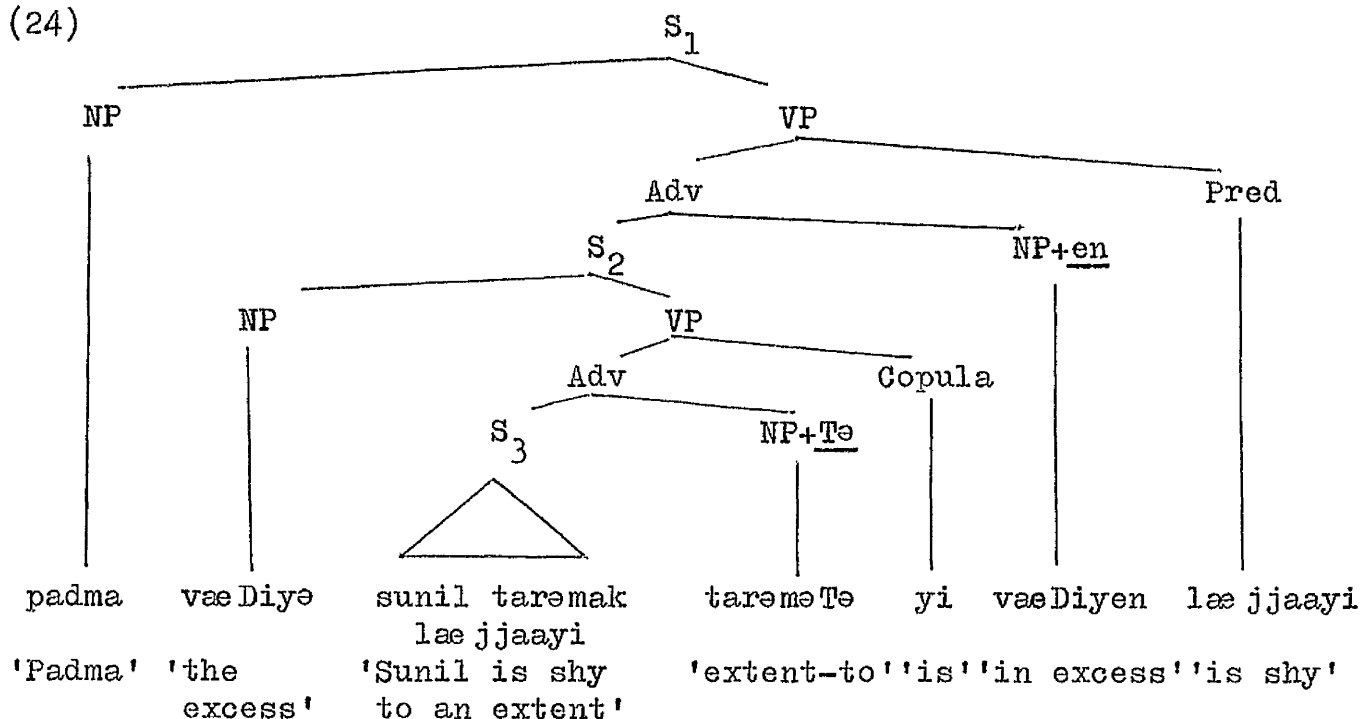 (24)
S1
NP VP
Adv Pred
S2 NP+en
NP VP
Adv Copula
S3 NP+Tə
padma væDiyə sunil tarəmak tarəməTə yi væDiyen læjjaayi
læjjaayi
'Padma' 'the 'Sunil is shy 'extent-to' 'is' 'in excess' 'is shy'
excess' to an extent'